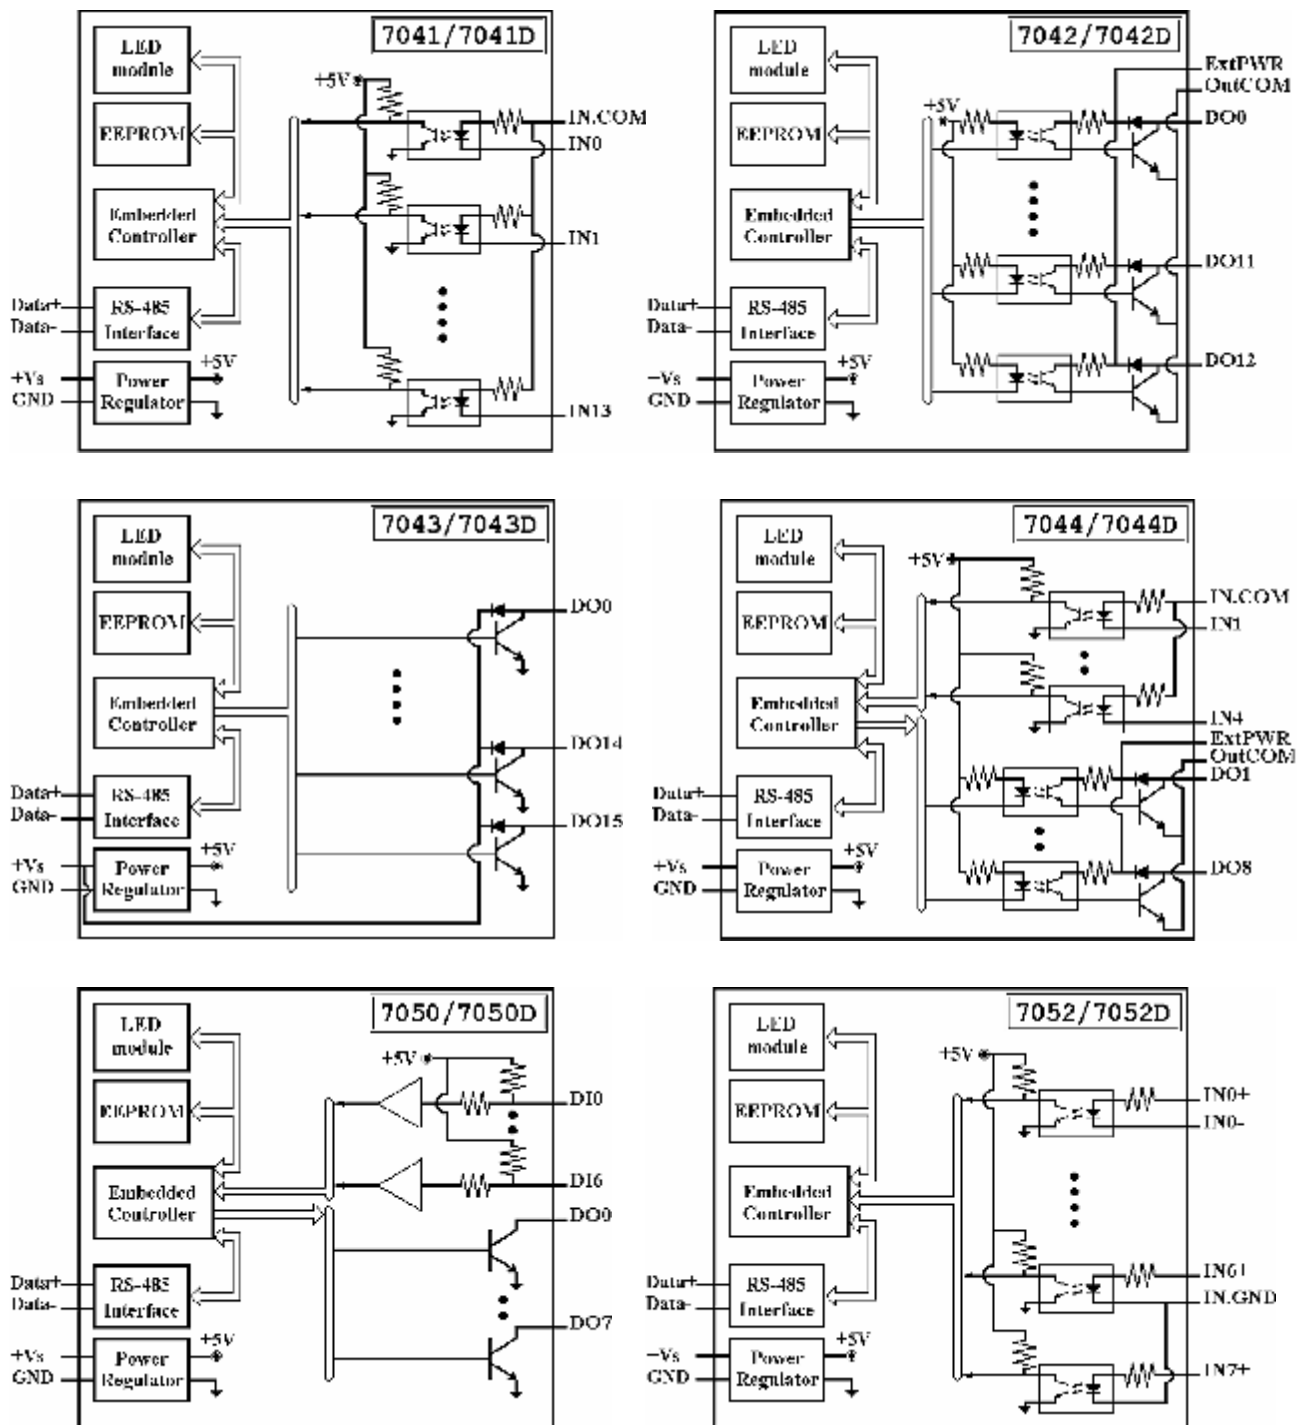 7041/7041D
LED
module
EEPROM
Embedded
Controller
RS-485
Interface
Power
Regulator
Data+
Data-
+Vs
GND
+5V
+5V
IN.COM
IN0
IN1
IN13
7042/7042D
LED
module
EEPROM
Embedded
Controller
RS-485
Interface
Power
Regulator
Data+
Data-
+Vs
GND
+5V
+5V
ExtPWR
OutCOM
DO0
DO11
DO12
7043/7043D
LED
module
EEPROM
Embedded
Controller
RS-485
Interface
Power
Regulator
Data+
Data-
+Vs
GND
+5V
DO0
DO14
DO15
7044/7044D
LED
module
EEPROM
Embedded
Controller
RS-485
Interface
Power
Regulator
Data+
Data-
+Vs
GND
+5V
+5V
IN.COM
IN1
IN4
ExtPWR
OutCOM
DO1
DO8
7050/7050D
LED
module
EEPROM
Embedded
Controller
RS-485
Interface
Power
Regulator
Data+
Data-
+Vs
GND
+5V
+5V
DI0
DI6
DO0
DO7
7052/7052D
LED
module
EEPROM
Embedded
Controller
RS-485
Interface
Power
Regulator
Data+
Data-
+Vs
GND
+5V
+5V
IN0+
IN0-
IN6+
IN.GND
IN7+